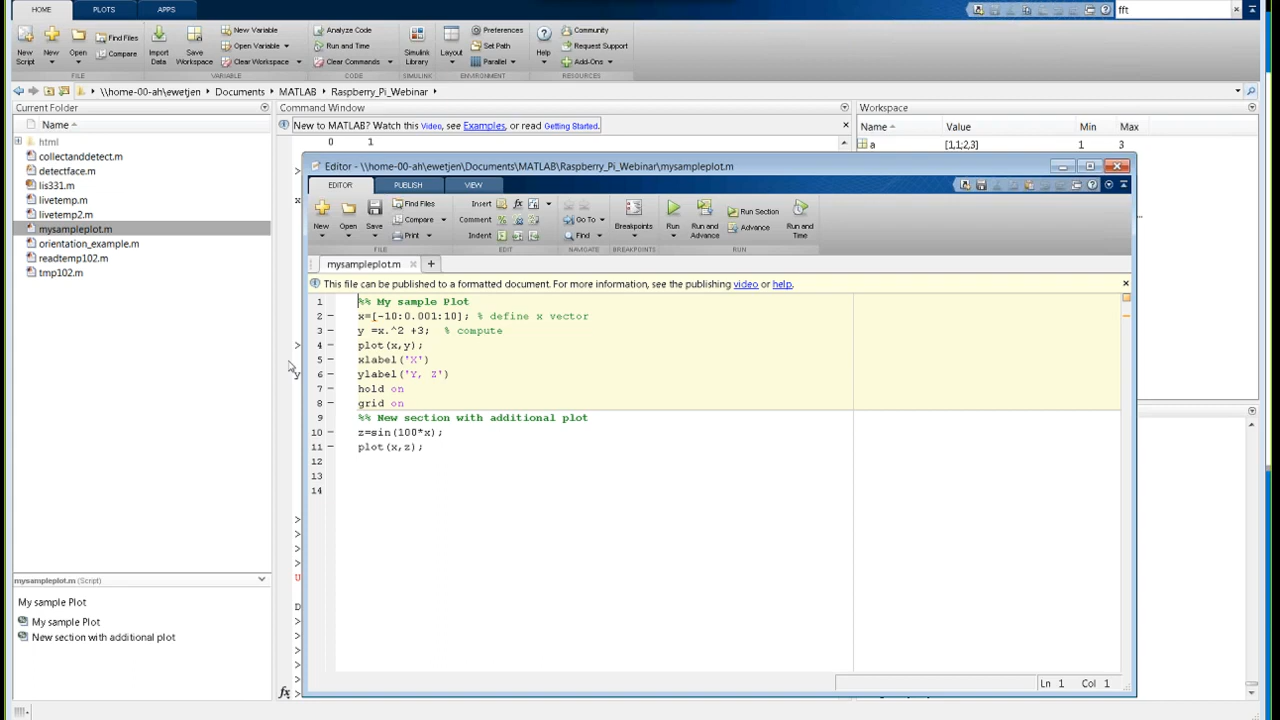 HOME PLOTS APPS fft
New Script New Open Find Files Compare Import Data Save Workspace New Variable Open Variable Clear Workspace Analyze Code Run and Time Clear Commands Simulink Library Layout Preferences Set Path Parallel Help Community Request Support Add-Ons
FILE VARIABLE CODE SIMULINK ENVIRONMENT RESOURCES
\\home-00-ah\ewetjen Documents MATLAB Raspberry_Pi_Webinar
Current Folder
Name
html
collectanddetect.m
detectface.m
lis331.m
livetemp.m
livetemp2.m
mysampleplot.m
orientation_example.m
readtemp102.m
tmp102.m
mysampleplot.m (Script)
My sample Plot
My sample Plot
New section with additional plot
Command Window
New to MATLAB? Watch this Video, see Examples, or read Getting Started.
0 1
Workspace
Name Value Min Max
a [1,1;2,3] 1 3
Editor - \\home-00-ah\ewetjen\Documents\MATLAB\Raspberry_Pi_Webinar\mysampleplot.m
EDITOR PUBLISH VIEW
New Open Save Find Files Compare Print Insert Comment Indent Go To Find Breakpoints Run Run and Advance Run Section Advance Run and Time
FILE EDIT NAVIGATE BREAKPOINTS RUN
mysampleplot.m
This file can be published to a formatted document. For more information, see the publishing video or help.
1 %% My sample Plot
2 x=[-10:0.001:10]; % define x vector
3 y =x.^2 +3; % compute
4 plot(x,y);
5 xlabel('X')
6 ylabel('Y, Z')
7 hold on
8 grid on
9 %% New section with additional plot
10 z=sin(100*x);
11 plot(x,z);
12
13
14
Ln 1 Col 1
fx